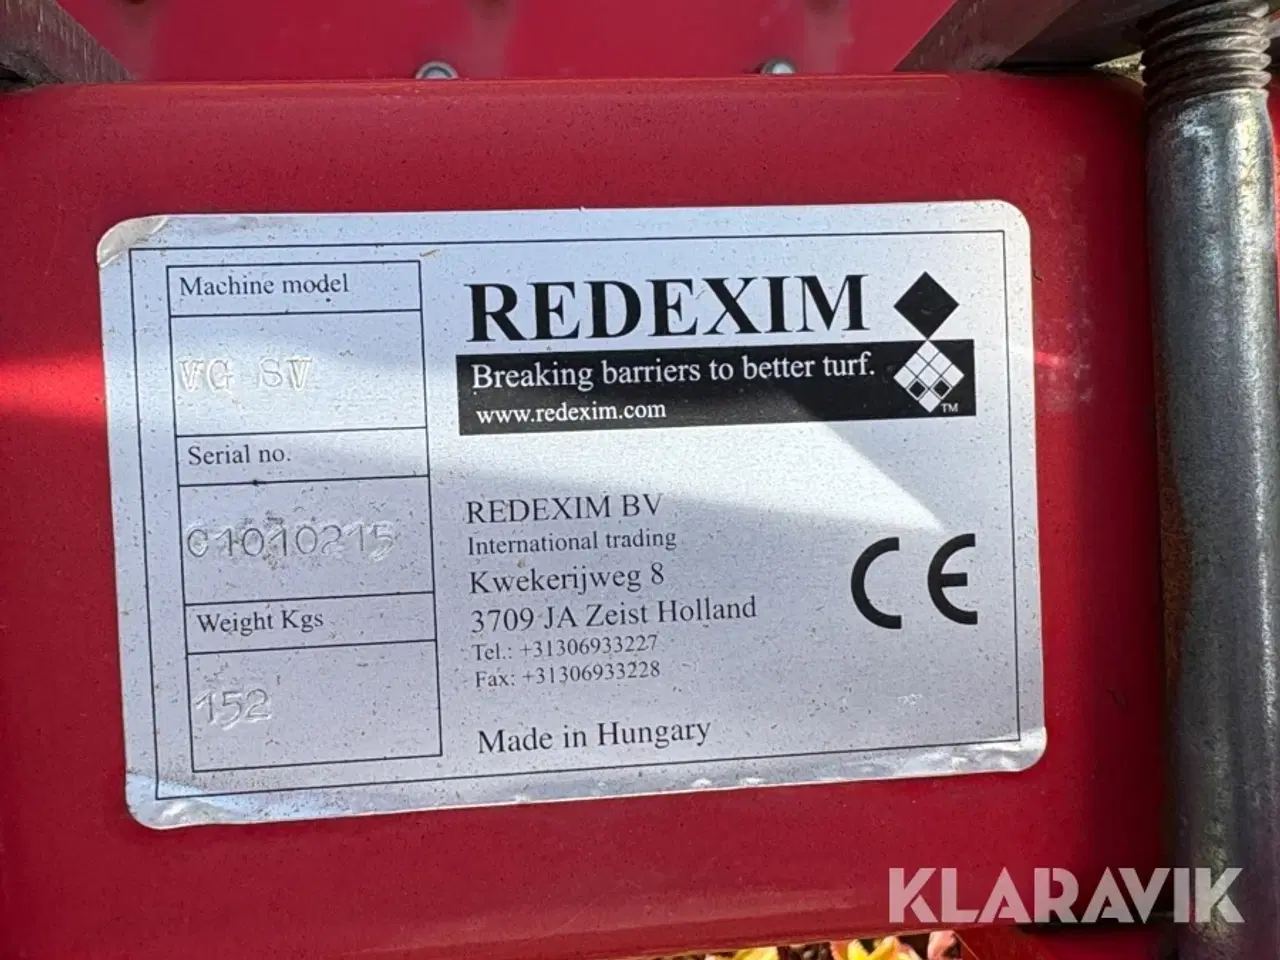 Machine model
VG SV
Serial no.
C1010215
Weight Kgs
152
REDEXIM
Breaking barriers to better turf.
www.redexim.com
TM
REDEXIM BV
International trading
Kwekerijweg 8
3709 JA Zeist Holland
Tel.: +31306933227
Fax: +31306933228
Made in Hungary
CE
KLARAVIK